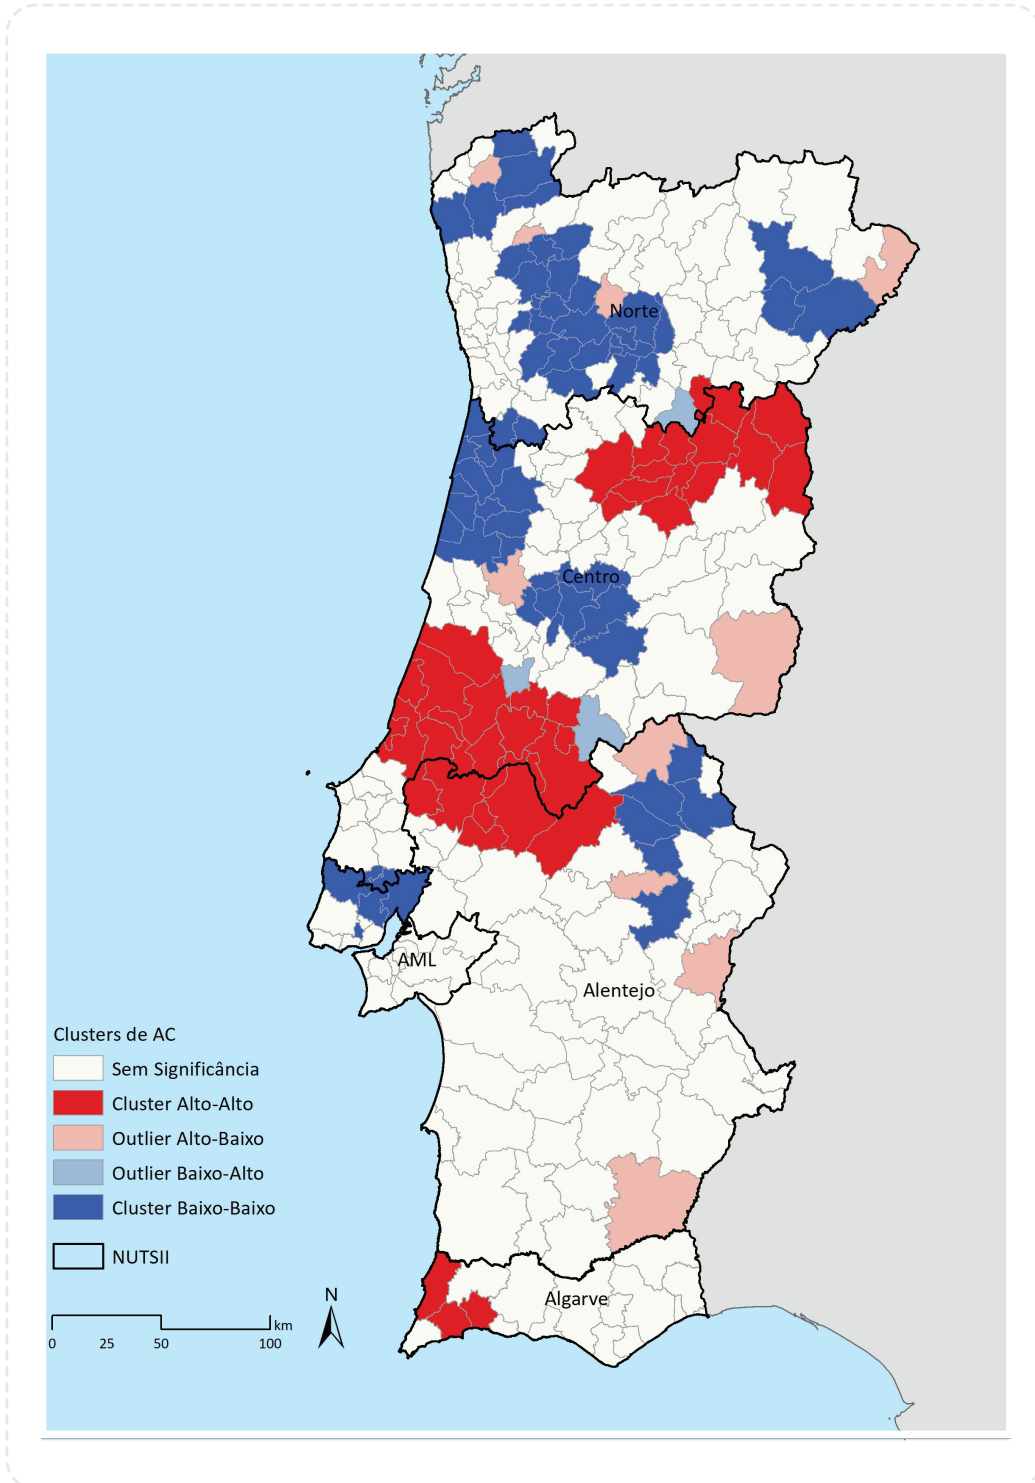 Norte
Centro
AML
Alentejo
Clusters de AC
Sem Significância
Cluster Alto-Alto
Outlier Alto-Baixo
Outlier Baixo-Alto
Cluster Baixo-Baixo
NUTSII
Algarve
N
km
0 25 50 100